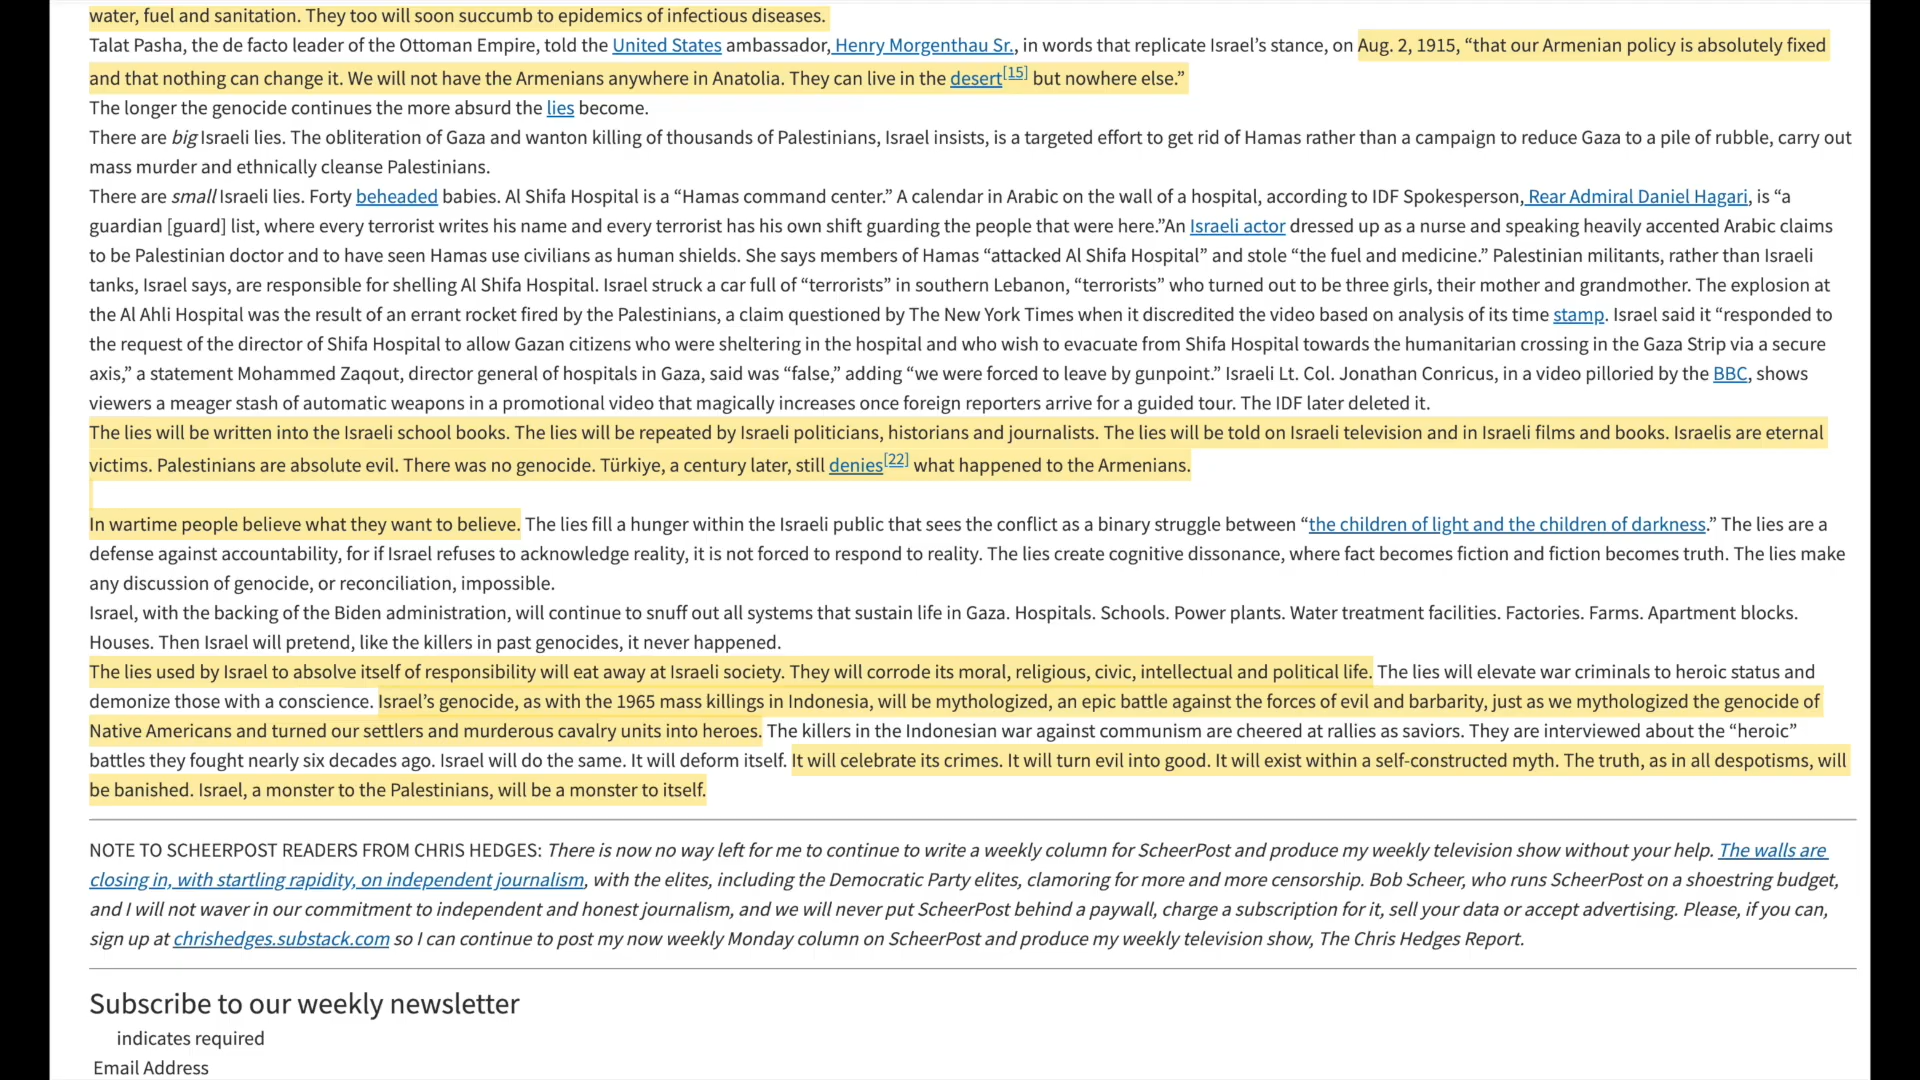 water, fuel and sanitation. They too will soon succumb to epidemics of infectious diseases.
Talat Pasha, the de facto leader of the Ottoman Empire, told the United States ambassador, Henry Morgenthau Sr., in words that replicate Israel’s stance, on Aug. 2, 1915, “that our Armenian policy is absolutely fixed
and that nothing can change it. We will not have the Armenians anywhere in Anatolia. They can live in the desert[15] but nowhere else.”
The longer the genocide continues the more absurd the lies become.
There are big Israeli lies. The obliteration of Gaza and wanton killing of thousands of Palestinians, Israel insists, is a targeted effort to get rid of Hamas rather than a campaign to reduce Gaza to a pile of rubble, carry out
mass murder and ethnically cleanse Palestinians.
There are small Israeli lies. Forty beheaded babies. Al Shifa Hospital is a “Hamas command center.” A calendar in Arabic on the wall of a hospital, according to IDF Spokesperson, Rear Admiral Daniel Hagari, is “a
guardian [guard] list, where every terrorist writes his name and every terrorist has his own shift guarding the people that were here.”An Israeli actor dressed up as a nurse and speaking heavily accented Arabic claims
to be Palestinian doctor and to have seen Hamas use civilians as human shields. She says members of Hamas “attacked Al Shifa Hospital” and stole “the fuel and medicine.” Palestinian militants, rather than Israeli
tanks, Israel says, are responsible for shelling Al Shifa Hospital. Israel struck a car full of “terrorists” in southern Lebanon, “terrorists” who turned out to be three girls, their mother and grandmother. The explosion at
the Al Ahli Hospital was the result of an errant rocket fired by the Palestinians, a claim questioned by The New York Times when it discredited the video based on analysis of its time stamp. Israel said it “responded to
the request of the director of Shifa Hospital to allow Gazan citizens who were sheltering in the hospital and who wish to evacuate from Shifa Hospital towards the humanitarian crossing in the Gaza Strip via a secure
axis,” a statement Mohammed Zaqout, director general of hospitals in Gaza, said was “false,” adding “we were forced to leave by gunpoint.” Israeli Lt. Col. Jonathan Conricus, in a video pilloried by the BBC, shows
viewers a meager stash of automatic weapons in a promotional video that magically increases once foreign reporters arrive for a guided tour. The IDF later deleted it.
The lies will be written into the Israeli school books. The lies will be repeated by Israeli politicians, historians and journalists. The lies will be told on Israeli television and in Israeli films and books. Israelis are eternal
victims. Palestinians are absolute evil. There was no genocide. Türkiye, a century later, still denies[22] what happened to the Armenians.
In wartime people believe what they want to believe. The lies fill a hunger within the Israeli public that sees the conflict as a binary struggle between “the children of light and the children of darkness.” The lies are a
defense against accountability, for if Israel refuses to acknowledge reality, it is not forced to respond to reality. The lies create cognitive dissonance, where fact becomes fiction and fiction becomes truth. The lies make
any discussion of genocide, or reconciliation, impossible.
Israel, with the backing of the Biden administration, will continue to snuff out all systems that sustain life in Gaza. Hospitals. Schools. Power plants. Water treatment facilities. Factories. Farms. Apartment blocks.
Houses. Then Israel will pretend, like the killers in past genocides, it never happened.
The lies used by Israel to absolve itself of responsibility will eat away at Israeli society. They will corrode its moral, religious, civic, intellectual and political life. The lies will elevate war criminals to heroic status and
demonize those with a conscience. Israel’s genocide, as with the 1965 mass killings in Indonesia, will be mythologized, an epic battle against the forces of evil and barbarity, just as we mythologized the genocide of
Native Americans and turned our settlers and murderous cavalry units into heroes. The killers in the Indonesian war against communism are cheered at rallies as saviors. They are interviewed about the “heroic”
battles they fought nearly six decades ago. Israel will do the same. It will deform itself. It will celebrate its crimes. It will turn evil into good. It will exist within a self-constructed myth. The truth, as in all despotisms, will
be banished. Israel, a monster to the Palestinians, will be a monster to itself.
NOTE TO SCHEERPOST READERS FROM CHRIS HEDGES: There is now no way left for me to continue to write a weekly column for ScheerPost and produce my weekly television show without your help. The walls are
closing in, with startling rapidity, on independent journalism, with the elites, including the Democratic Party elites, clamoring for more and more censorship. Bob Scheer, who runs ScheerPost on a shoestring budget,
and I will not waver in our commitment to independent and honest journalism, and we will never put ScheerPost behind a paywall, charge a subscription for it, sell your data or accept advertising. Please, if you can,
sign up at chrishedges.substack.com so I can continue to post my now weekly Monday column on ScheerPost and produce my weekly television show, The Chris Hedges Report.
Subscribe to our weekly newsletter
indicates required
Email Address